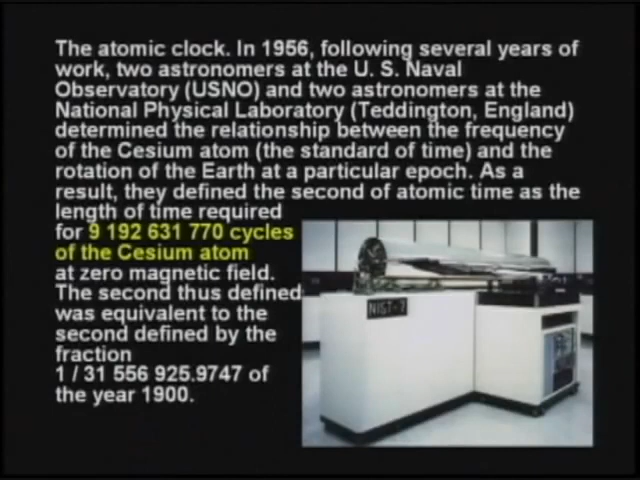 The atomic clock. In 1956, following several years of
work, two astronomers at the U. S. Naval
Observatory (USNO) and two astronomers at the
National Physical Laboratory (Teddington, England)
determined the relationship between the frequency
of the Cesium atom (the standard of time) and the
rotation of the Earth at a particular epoch. As a
result, they defined the second of atomic time as the
length of time required
for 9 192 631 770 cycles
of the Cesium atom
at zero magnetic field.
The second thus defined
was equivalent to the
second defined by the
fraction
1 / 31 556 925.9747 of
the year 1900.
NIST-7